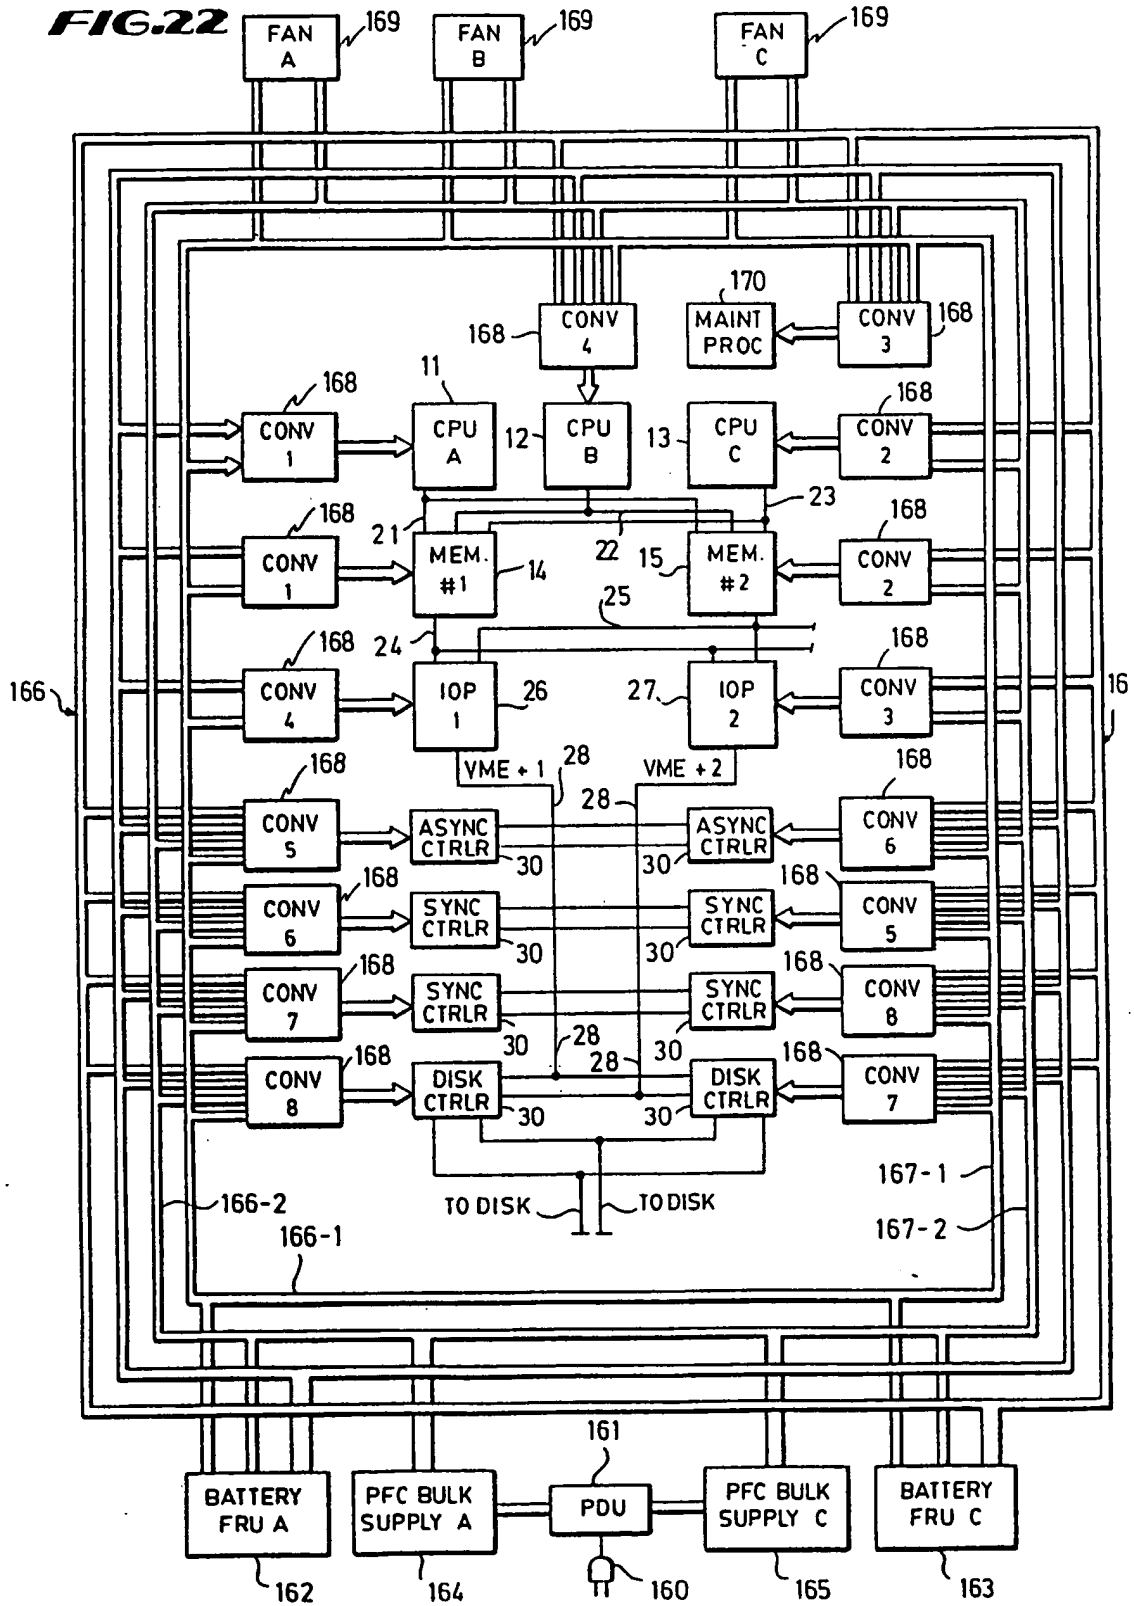 FIG.22
FAN A
169
FAN B
169
FAN C
169
170
168
CONV 4
MAINT PROC
CONV 3
168
168
CONV 1
11
CPU A
12
CPU B
13
CPU C
168
CONV 2
21
22
23
168
CONV 1
MEM. #1
14
15
MEM. #2
168
CONV 2
24
25
166
168
CONV 4
IOP 1
26
27
IOP 2
168
CONV 3
16
VME + 1
28
VME + 2
28
168
CONV 5
ASYNC CTRLR
30
ASYNC CTRLR
30
168
CONV 6
168
CONV 6
SYNC CTRLR
30
SYNC CTRLR
30
168
CONV 5
168
CONV 7
SYNC CTRLR
30
SYNC CTRLR
30
168
CONV 8
28
28
168
CONV 8
DISK CTRLR
30
DISK CTRLR
30
168
CONV 7
TO DISK
TO DISK
166-2
166-1
167-1
167-2
161
BATTERY FRU A
PFC BULK SUPPLY A
PDU
PFC BULK SUPPLY C
BATTERY FRU C
162
164
160
165
163